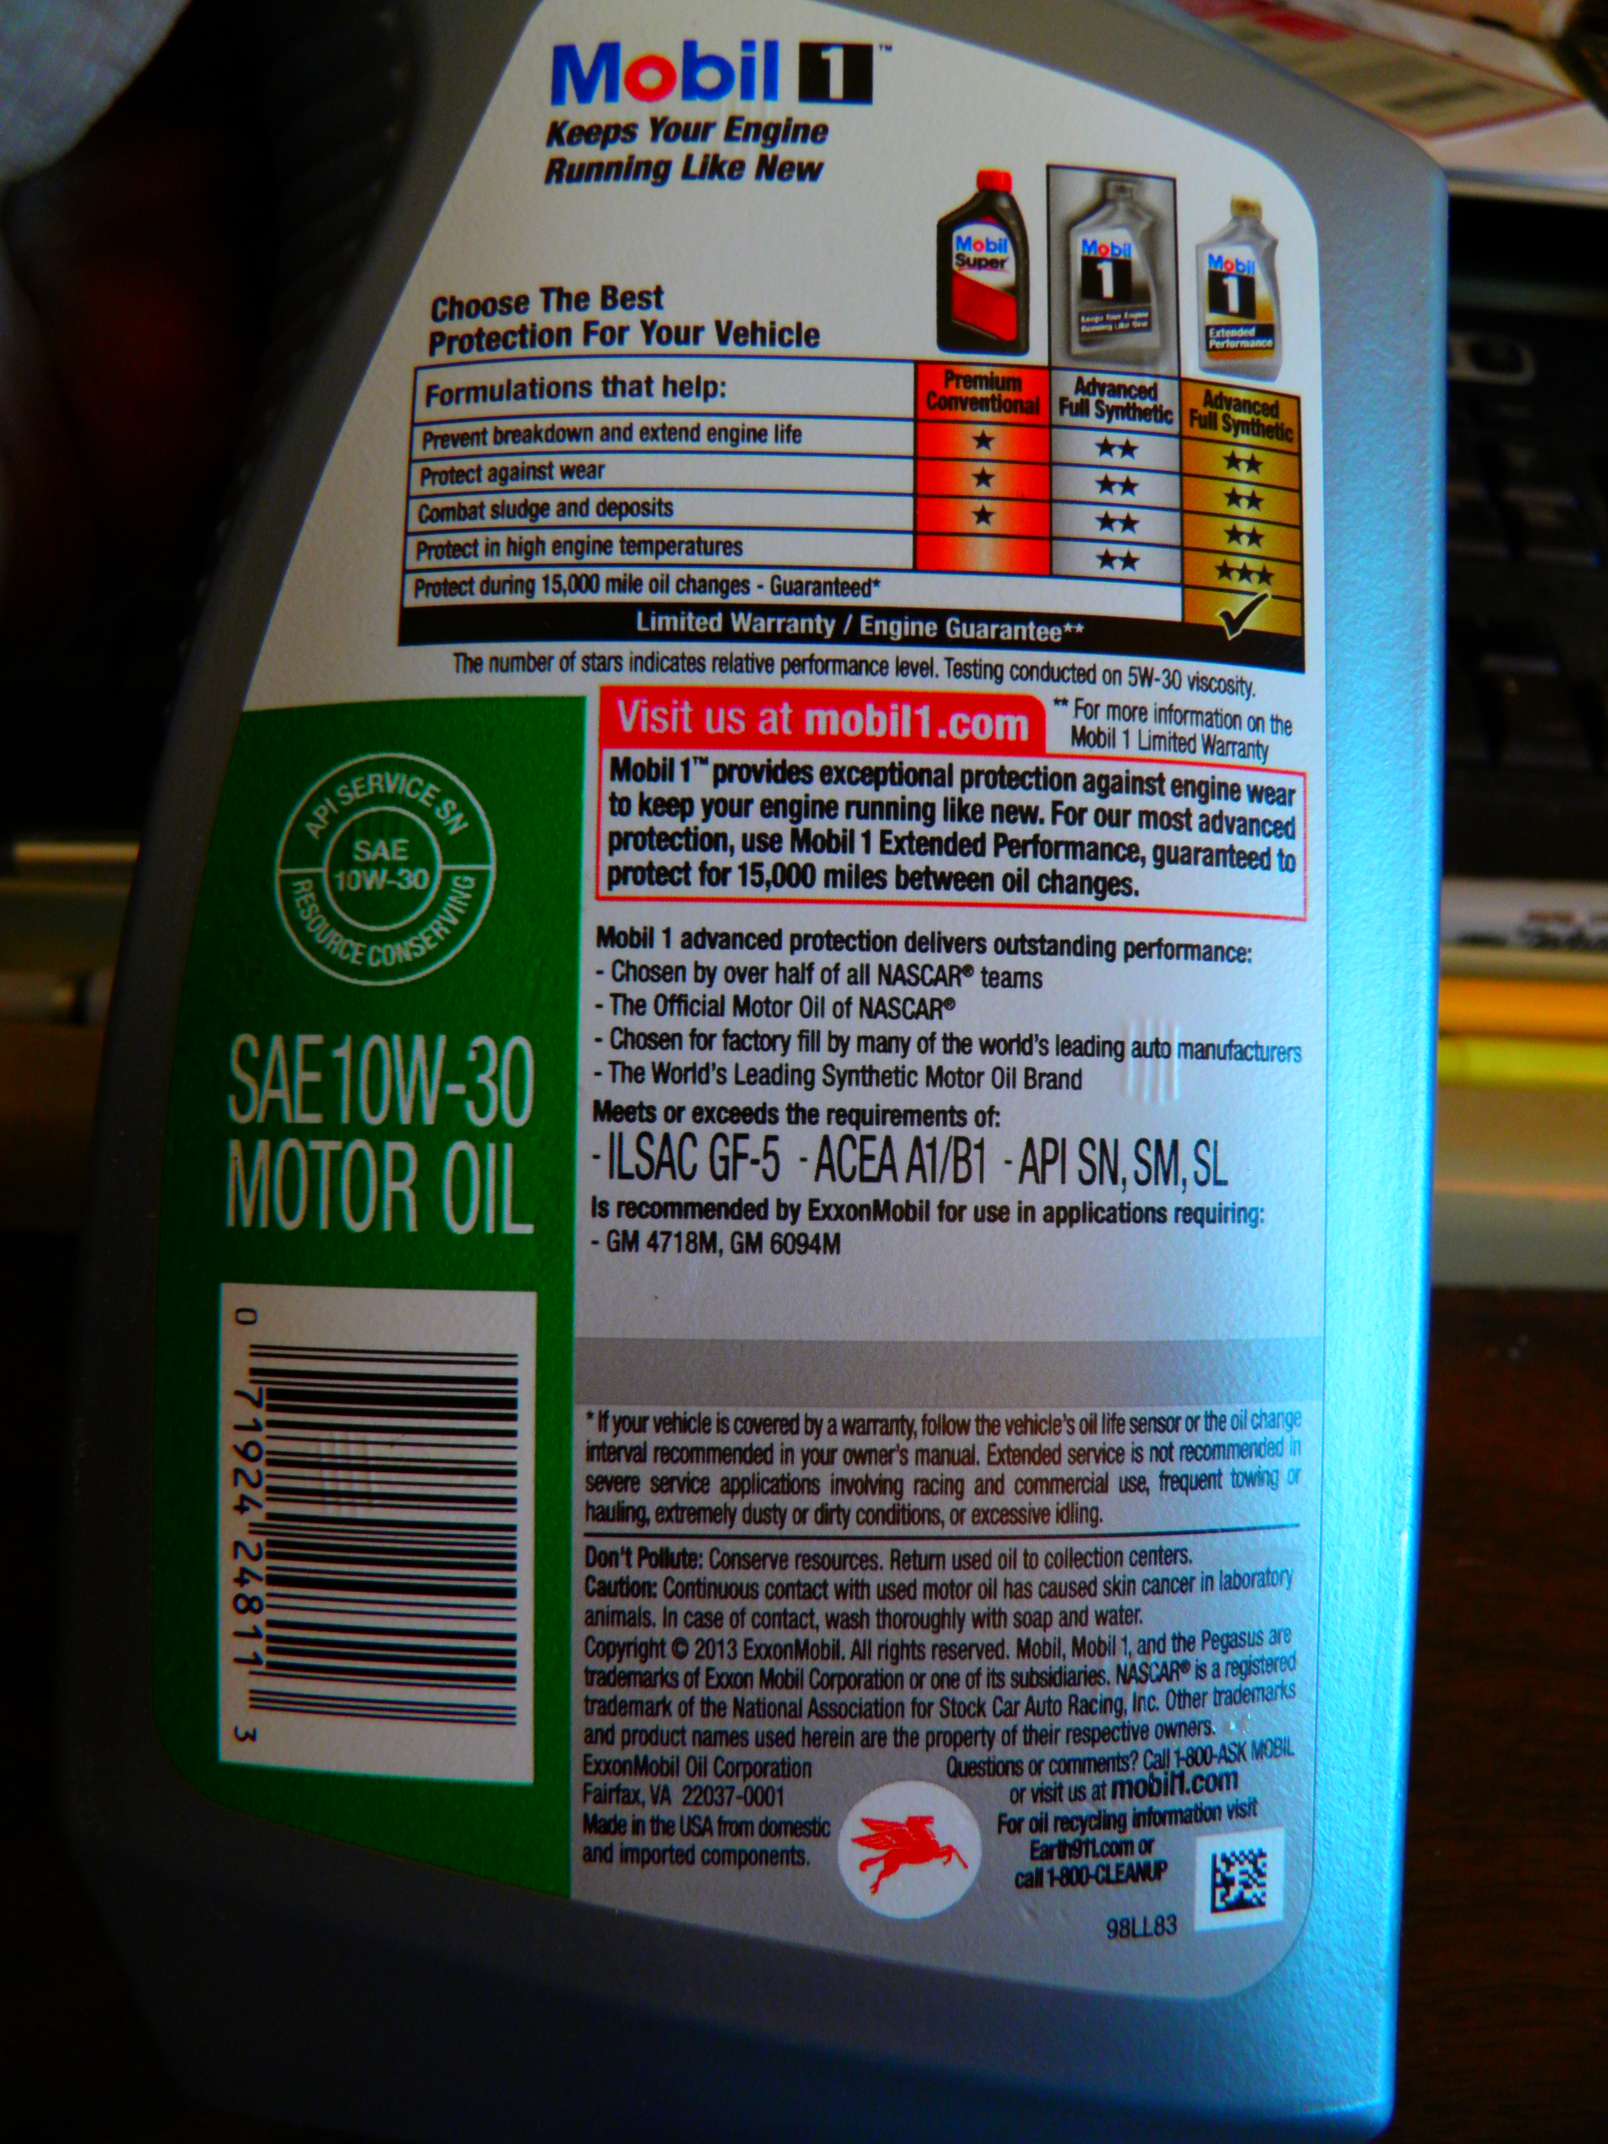 Mobil 1™
Keeps Your Engine
Running Like New
Mobil
Super
Mobil
1
Keeps Your Engine
Running Like New
Mobil
1
Extended
Performance
Choose The Best
Protection For Your Vehicle
Formulations that help:
Premium
Conventional
Advanced
Full Synthetic
Advanced
Full Synthetic
Prevent breakdown and extend engine life ★ ★★ ★★
Protect against wear ★ ★★ ★★
Combat sludge and deposits ★ ★★ ★★
Protect in high engine temperatures ★★ ★★★
Protect during 15,000 mile oil changes - Guaranteed* ✓
Limited Warranty / Engine Guarantee**
The number of stars indicates relative performance level. Testing conducted on 5W-30 viscosity.
Visit us at mobil1.com
** For more information on the
Mobil 1 Limited Warranty
Mobil 1™ provides exceptional protection against engine wear
to keep your engine running like new. For our most advanced
protection, use Mobil 1 Extended Performance, guaranteed to
protect for 15,000 miles between oil changes.
API SERVICE SN
SAE
10W-30
RESOURCE CONSERVING
SAE 10W-30
MOTOR OIL
Mobil 1 advanced protection delivers outstanding performance:
- Chosen by over half of all NASCAR® teams
- The Official Motor Oil of NASCAR®
- Chosen for factory fill by many of the world's leading auto manufacturers
- The World's Leading Synthetic Motor Oil Brand
Meets or exceeds the requirements of:
- ILSAC GF-5 - ACEA A1/B1 - API SN, SM, SL
Is recommended by ExxonMobil for use in applications requiring:
- GM 4718M, GM 6094M
0 71924 24811 3
* If your vehicle is covered by a warranty, follow the vehicle's oil life sensor or the oil change
interval recommended in your owner's manual. Extended service is not recommended in
severe service applications involving racing and commercial use, frequent towing or
hauling, extremely dusty or dirty conditions, or excessive idling.
Don't Pollute: Conserve resources. Return used oil to collection centers.
Caution: Continuous contact with used motor oil has caused skin cancer in laboratory
animals. In case of contact, wash thoroughly with soap and water.
Copyright © 2013 ExxonMobil. All rights reserved. Mobil, Mobil 1, and the Pegasus are
trademarks of Exxon Mobil Corporation or one of its subsidiaries. NASCAR® is a registered
trademark of the National Association for Stock Car Auto Racing, Inc. Other trademarks
and product names used herein are the property of their respective owners.
ExxonMobil Oil Corporation
Fairfax, VA 22037-0001
Made in the USA from domestic
and imported components.
Questions or comments? Call 1-800-ASK MOBIL
or visit us at mobil1.com
For oil recycling information visit
Earth911.com or
call 1-800-CLEANUP
98LL83